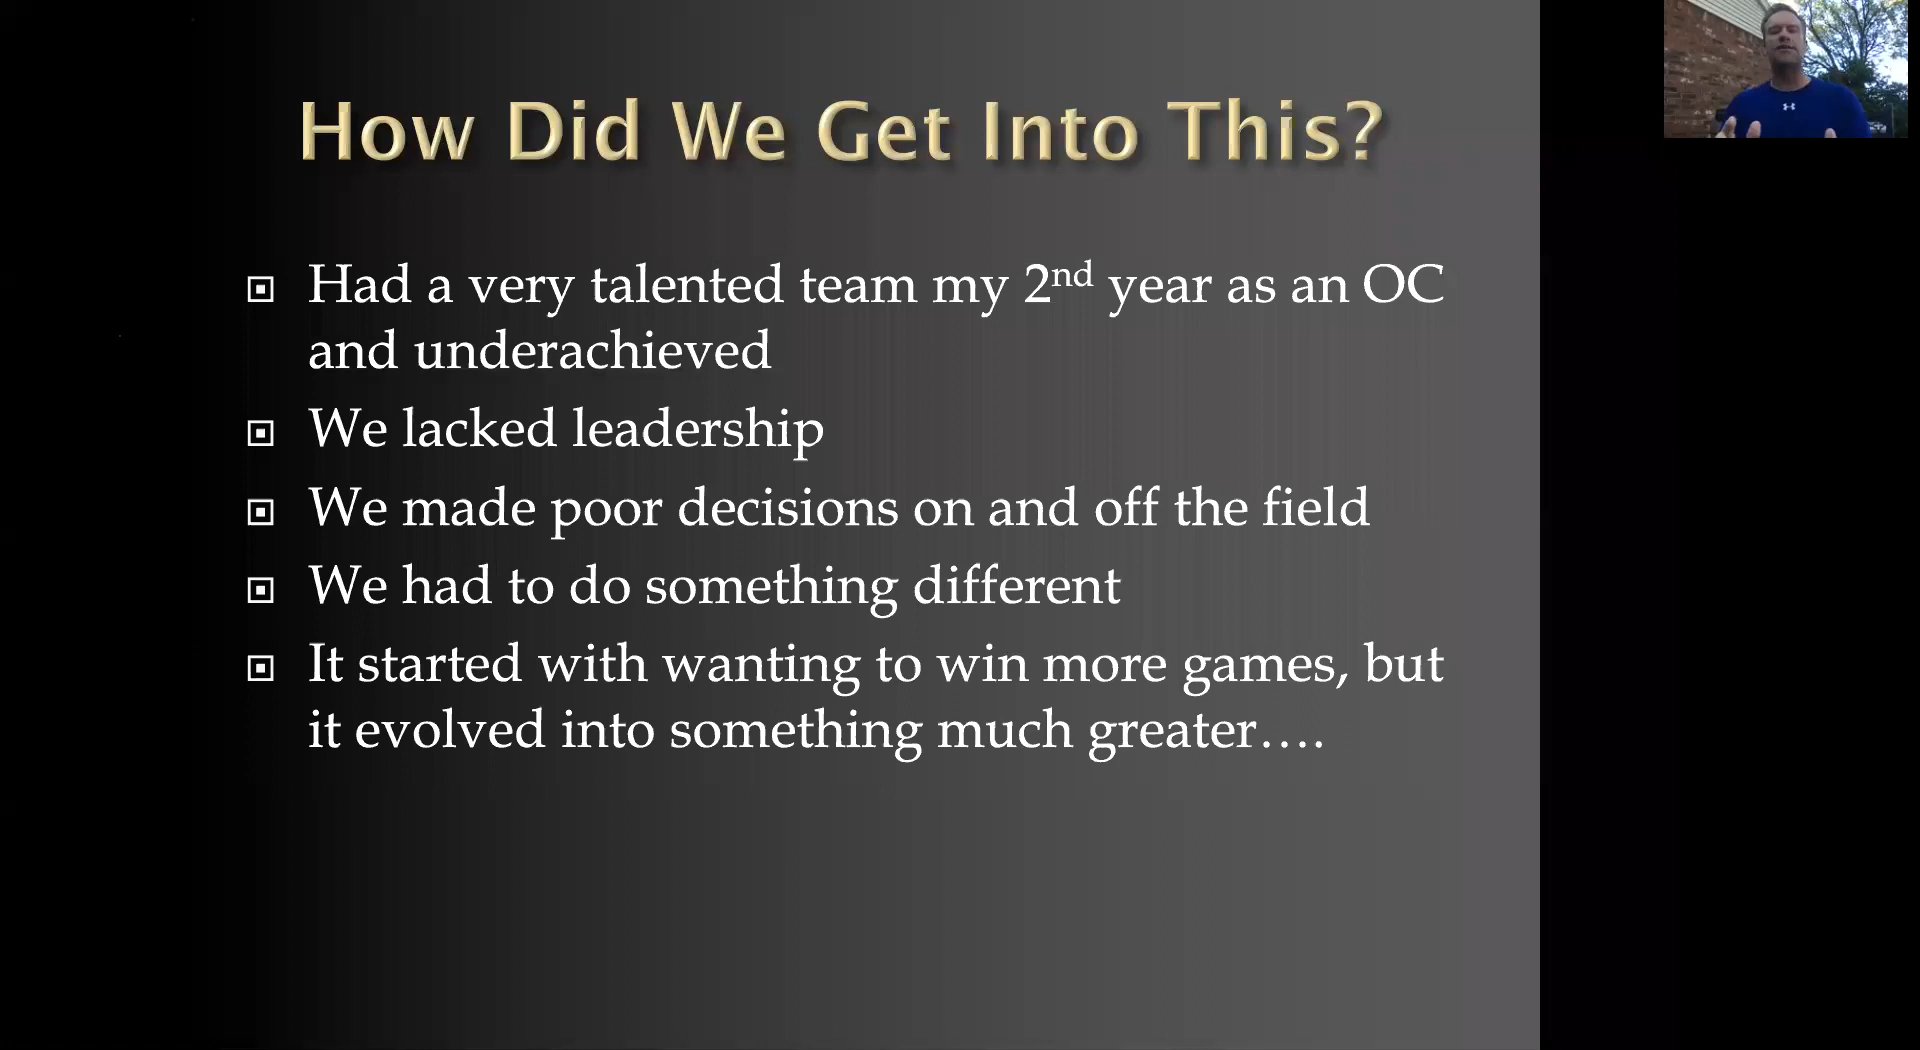 How Did We Get Into This?
Had a very talented team my 2nd year as an OC
and underachieved
We lacked leadership
We made poor decisions on and off the field
We had to do something different
It started with wanting to win more games, but
it evolved into something much greater….